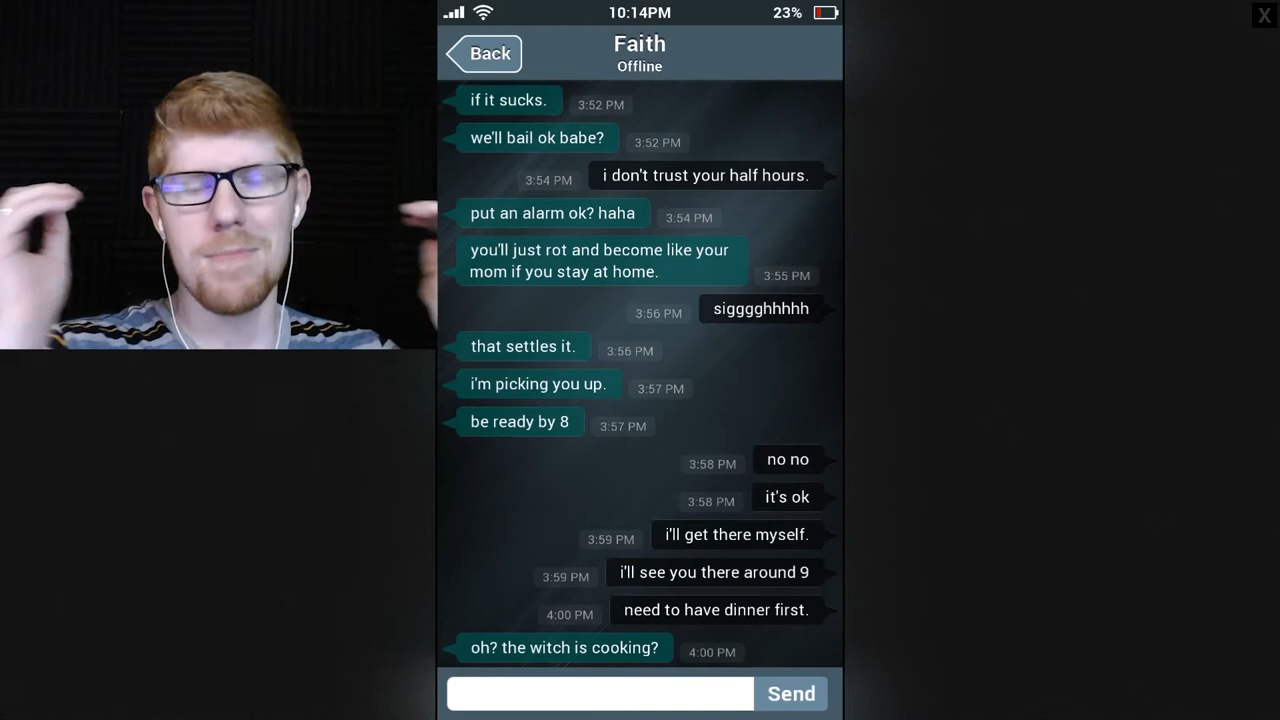 10:14PM
23%
X
Back
Faith
Offline
if it sucks.
3:52 PM
we'll bail ok babe?
3:52 PM
3:54 PM
i don't trust your half hours.
put an alarm ok? haha
3:54 PM
you'll just rot and become like your
mom if you stay at home.
3:55 PM
3:56 PM
sigggghhhhh
that settles it.
3:56 PM
i'm picking you up.
3:57 PM
be ready by 8
3:57 PM
3:58 PM
no no
3:58 PM
it's ok
3:59 PM
i'll get there myself.
3:59 PM
i'll see you there around 9
4:00 PM
need to have dinner first.
oh? the witch is cooking?
4:00 PM
Send